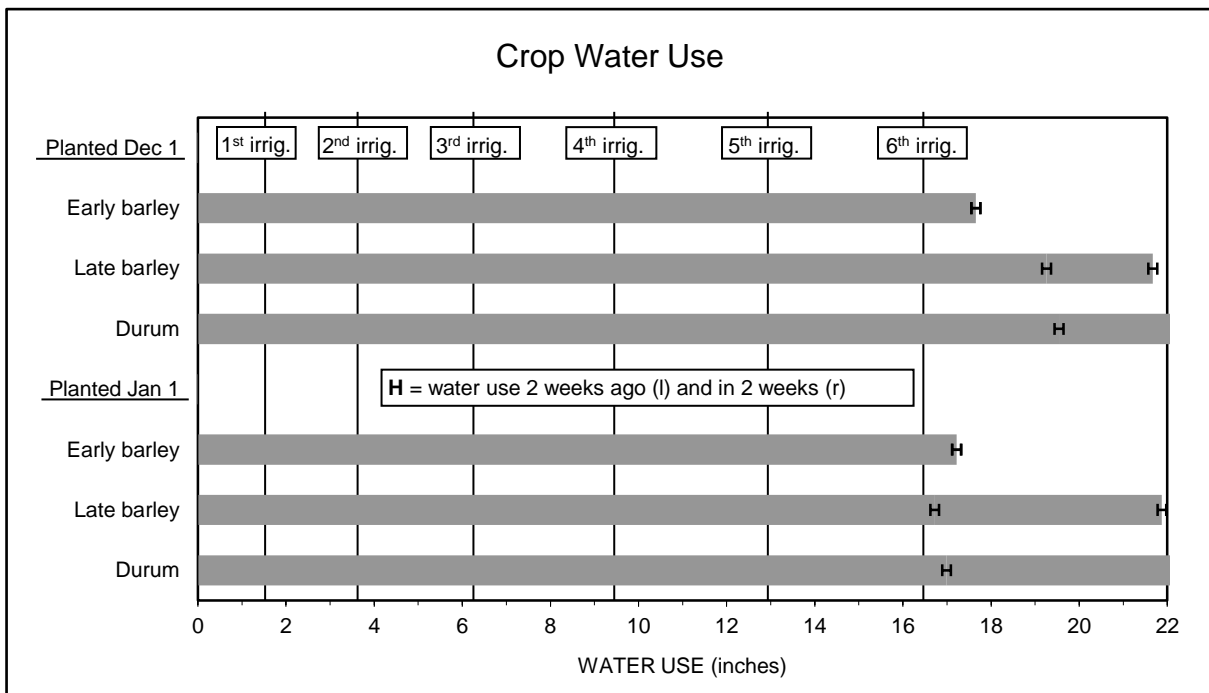 Crop Water Use
Planted Dec 1
1st irrig. 2nd irrig. 3rd irrig. 4th irrig. 5th irrig. 6th irrig.
Early barley
Late barley
Durum
Planted Jan 1
H = water use 2 weeks ago (l) and in 2 weeks (r)
Early barley
Late barley
Durum
0 2 4 6 8 10 12 14 16 18 20 22
WATER USE (inches)